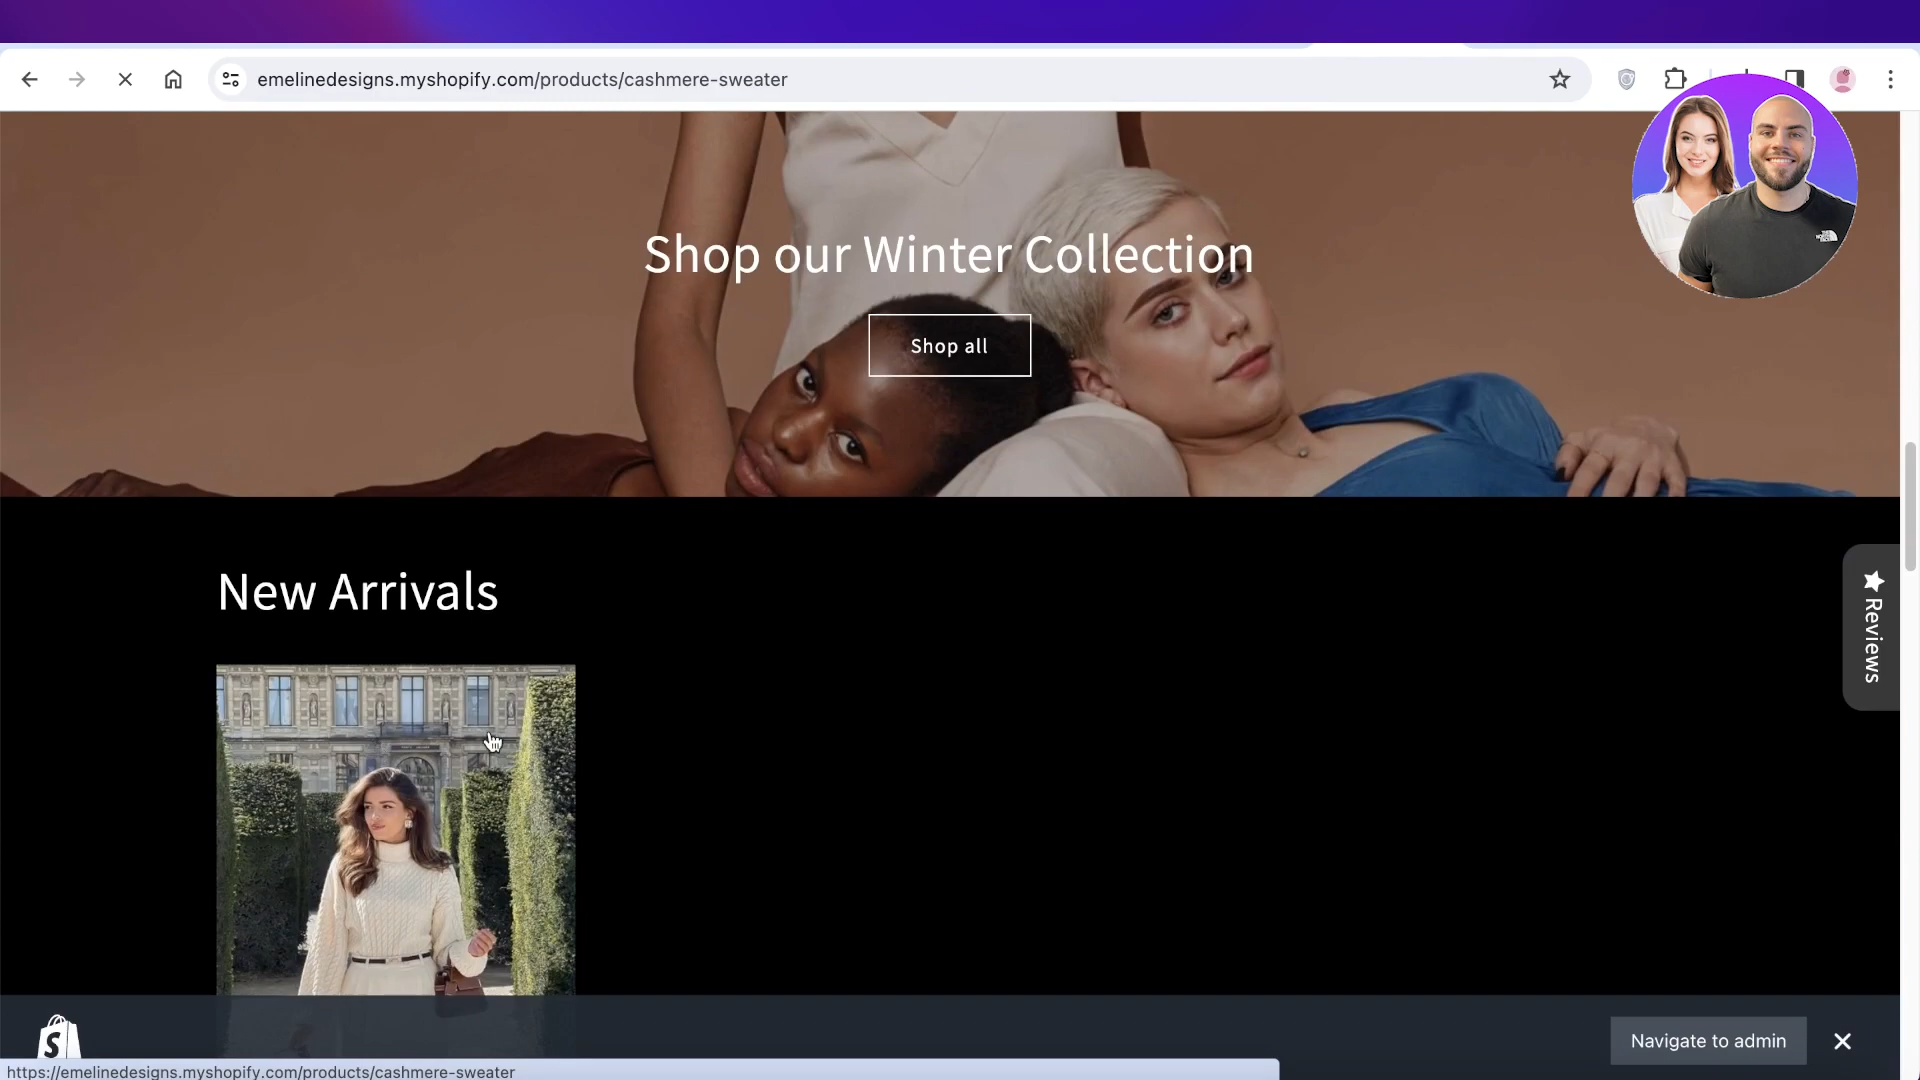 emelinedesigns.myshopify.com/products/cashmere-sweater
Shop our Winter Collection
Shop all
New Arrivals
Reviews
S
Navigate to admin
https://emelinedesigns.myshopify.com/products/cashmere-sweater